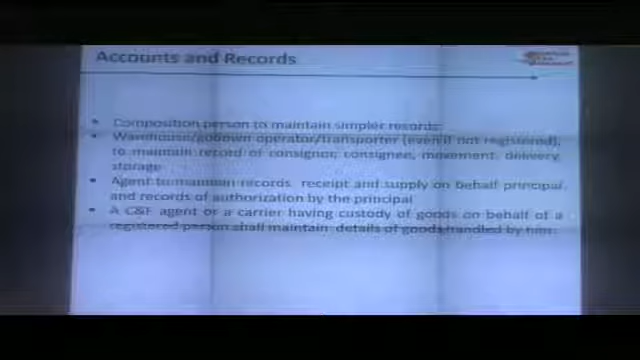 Accounts and Records
• Composition person to maintain simpler records
• Warehouse/godown operator/transporter (even if not registered),
to maintain record of consignor, consignee, movement, delivery,
storage
• Agent to maintain records receipt and supply on behalf principal
and records of authorization by the principal
• A C&F agent or a carrier having custody of goods on behalf of a
registered person shall maintain details of goods handled by him.